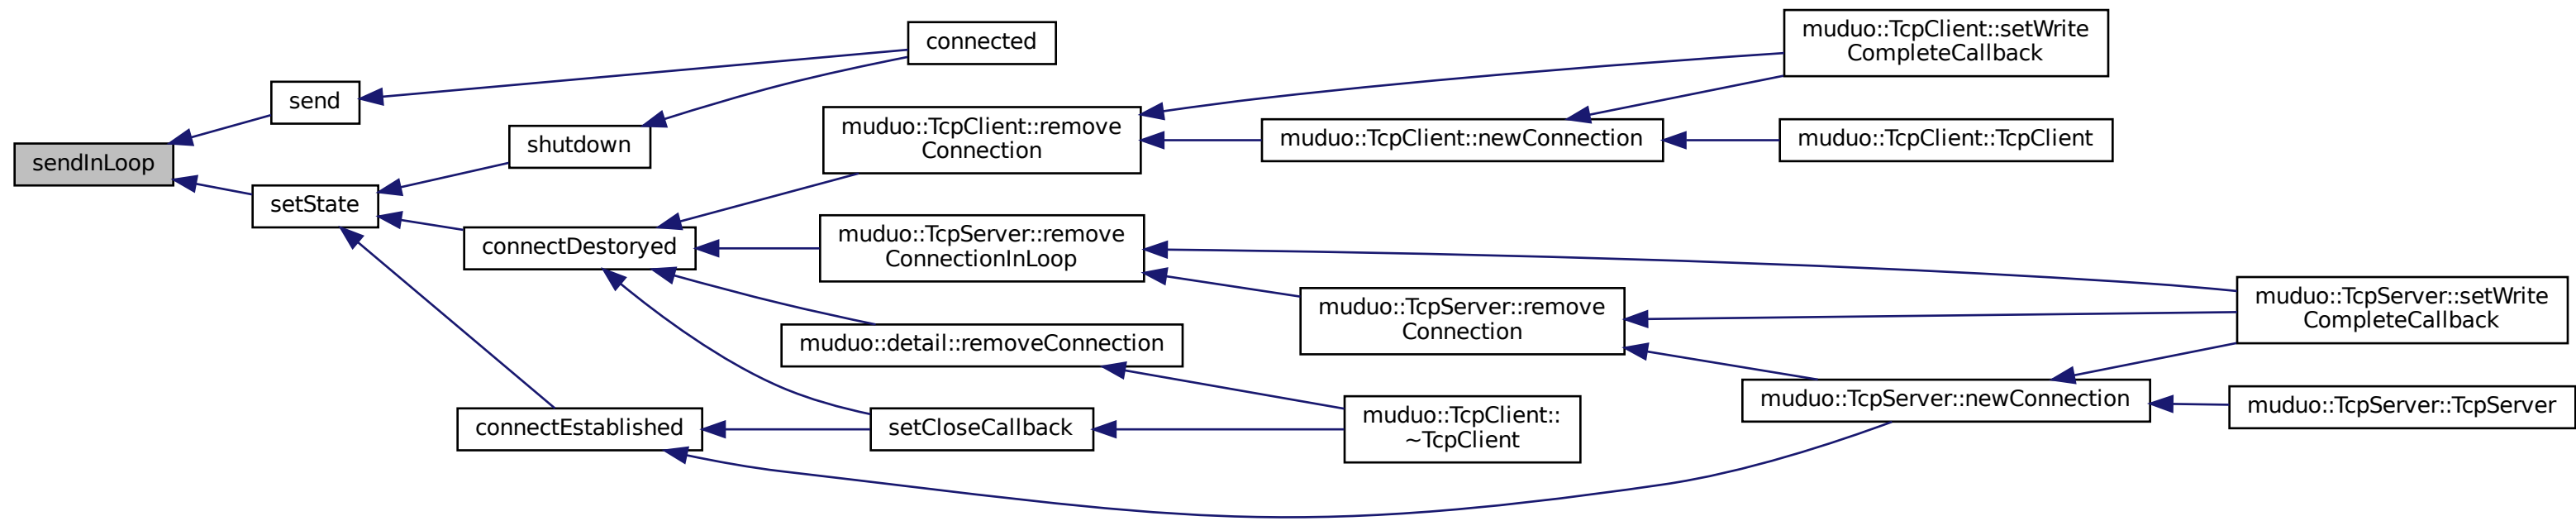 sendInLoop
send
setState
connected
shutdown
connectDestoryed
connectEstablished
muduo::TcpClient::remove
Connection
muduo::TcpServer::remove
ConnectionInLoop
muduo::detail::removeConnection
setCloseCallback
muduo::TcpClient::newConnection
muduo::TcpServer::remove
Connection
muduo::TcpClient::
~TcpClient
muduo::TcpClient::setWrite
CompleteCallback
muduo::TcpClient::TcpClient
muduo::TcpServer::newConnection
muduo::TcpServer::setWrite
CompleteCallback
muduo::TcpServer::TcpServer